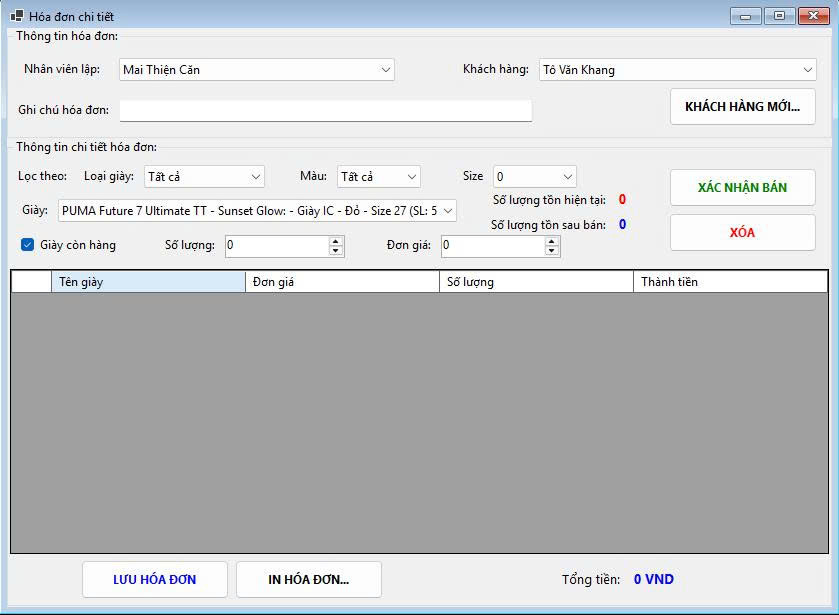 Hóa đơn chi tiết
Thông tin hóa đơn:
Nhân viên lập: Mai Thiện Căn Khách hàng: Tô Văn Khang
Ghi chú hóa đơn: KHÁCH HÀNG MỚI...
Thông tin chi tiết hóa đơn:
Lọc theo: Loại giày: Tất cả Màu: Tất cả Size 0
XÁC NHẬN BÁN
Số lượng tồn hiện tại: 0
Giày: PUMA Future 7 Ultimate TT - Sunset Glow: - Giày IC - Đỏ - Size 27 (SL: 5
Số lượng tồn sau bán: 0
XÓA
Giày còn hàng Số lượng: 0 Đơn giá: 0
Tên giày Đơn giá Số lượng Thành tiền
LƯU HÓA ĐƠN IN HÓA ĐƠN... Tổng tiền: 0 VND